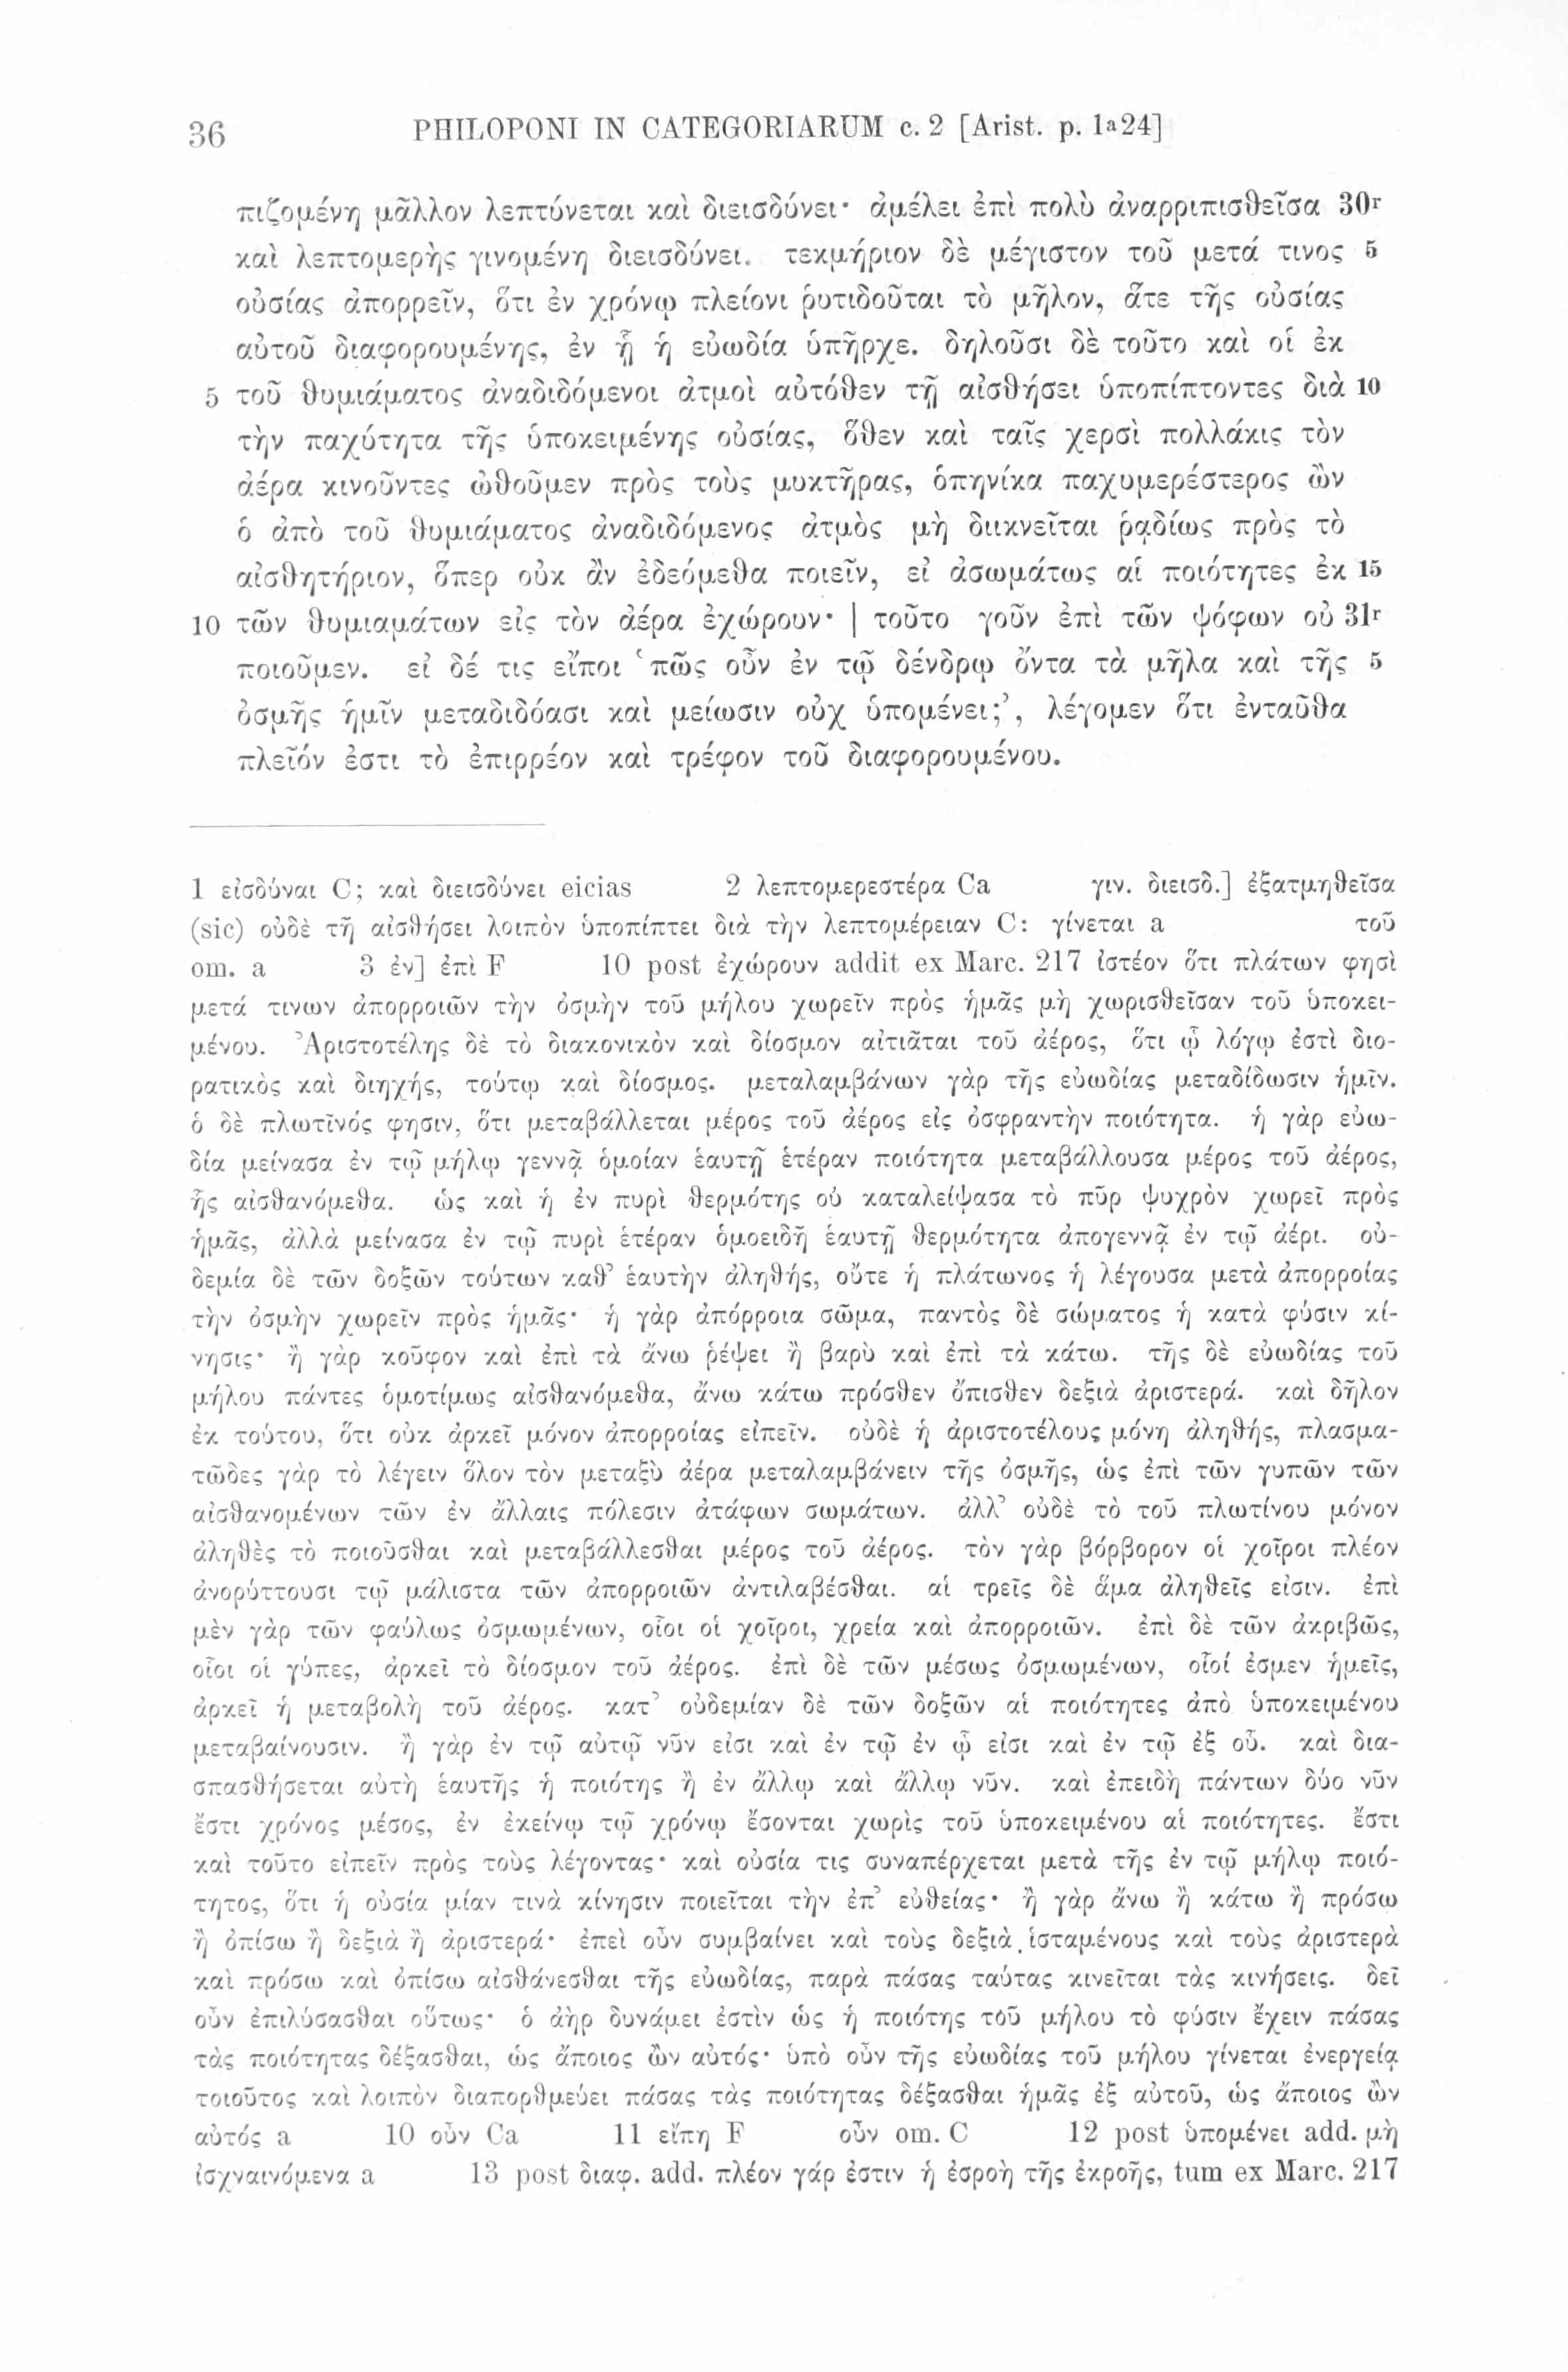 36 PHILOPONI IN CATEGORIARUM c. 2 [Arist. p. 1a24]
πιζομένη μᾶλλον λεπτύνεται καὶ διεισδύνει· ἀμέλει ἐπὶ πολὺ ἀναρριπισθεῖσα 30r
καὶ λεπτομερὴς γινομένη διεισδύνει. τεκμήριον δὲ μέγιστον τοῦ μετά τινος 5
οὐσίας ἀπορρεῖν, ὅτι ἐν χρόνῳ πλείονι ῥυτιδοῦται τὸ μῆλον, ἅτε τῆς οὐσίας
αὐτοῦ διαφορουμένης, ἐν ᾗ ἡ εὐωδία ὑπῆρχε. δηλοῦσι δὲ τοῦτο καὶ οἱ ἐκ
5 τοῦ θυμιάματος ἀναδιδόμενοι ἀτμοὶ αὐτόθεν τῇ αἰσθήσει ὑποπίπτοντες διὰ 10
τὴν παχύτητα τῆς ὑποκειμένης οὐσίας, ὅθεν καὶ ταῖς χερσὶ πολλάκις τὸν
ἀέρα κινοῦντες ὠθοῦμεν πρὸς τοὺς μυκτῆρας, ὁπηνίκα παχυμερέστερος ὢν
ὁ ἀπὸ τοῦ θυμιάματος ἀναδιδόμενος ἀτμὸς μὴ διικνεῖται ῥᾳδίως πρὸς τὸ
αἰσθητήριον, ὅπερ οὐκ ἂν ἐδεόμεθα ποιεῖν, εἰ ἀσωμάτως αἱ ποιότητες ἐκ 15
10 τῶν θυμιαμάτων εἰς τὸν ἀέρα ἐχώρουν· | τοῦτο γοῦν ἐπὶ τῶν ψόφων οὐ 31r
ποιοῦμεν. εἰ δέ τις εἴποι ʽπῶς οὖν ἐν τῷ δένδρῳ ὄντα τὰ μῆλα καὶ τῆς 5
ὀσμῆς ἡμῖν μεταδιδόασι καὶ μείωσιν οὐχ ὑπομένει;ʼ, λέγομεν ὅτι ἐνταῦθα
πλεῖόν ἐστι τὸ ἐπιρρέον καὶ τρέφον τοῦ διαφορουμένου.
1 εἰσδύναι C; καὶ διεισδύνει eicias 2 λεπτομερεστέρα Ca γιν. διεισδ.] ἐξατμηθεῖσα
(sic) οὐδὲ τῇ αἰσθήσει λοιπὸν ὑποπίπτει διὰ τὴν λεπτομέρειαν C: γίνεται a τοῦ
om. a 3 ἐν] ἐπὶ F 10 post ἐχώρουν addit ex Marc. 217 ἰστέον ὅτι πλάτων φησὶ
μετά τινων ἀπορροιῶν τὴν ὀσμὴν τοῦ μήλου χωρεῖν πρὸς ἡμᾶς μὴ χωρισθεῖσαν τοῦ ὑποκει-
μένου. Ἀριστοτέλης δὲ τὸ διακονικὸν καὶ δίοσμον αἰτιᾶται τοῦ ἀέρος, ὅτι ᾧ λόγῳ ἐστὶ διο-
ρατικὸς καὶ διηχής, τούτῳ καὶ δίοσμος. μεταλαμβάνων γὰρ τῆς εὐωδίας μεταδίδωσιν ἡμῖν.
ὁ δὲ πλωτῖνός φησιν, ὅτι μεταβάλλεται μέρος τοῦ ἀέρος εἰς ὀσφραντὴν ποιότητα. ἡ γὰρ εὐω-
δία μείνασα ἐν τῷ μήλῳ γεννᾷ ὁμοίαν ἑαυτῇ ἑτέραν ποιότητα μεταβάλλουσα μέρος τοῦ ἀέρος,
ἧς αἰσθανόμεθα. ὡς καὶ ἡ ἐν πυρὶ θερμότης οὐ καταλείψασα τὸ πῦρ ψυχρὸν χωρεῖ πρὸς
ἡμᾶς, ἀλλὰ μείνασα ἐν τῷ πυρὶ ἑτέραν ὁμοειδῆ ἑαυτῇ θερμότητα ἀπογεννᾷ ἐν τῷ ἀέρι. οὐ-
δεμία δὲ τῶν δοξῶν τούτων καθ' ἑαυτὴν ἀληθής, οὔτε ἡ πλάτωνος ἡ λέγουσα μετὰ ἀπορροίας
τὴν ὀσμὴν χωρεῖν πρὸς ἡμᾶς· ἡ γὰρ ἀπόρροια σῶμα, παντὸς δὲ σώματος ἡ κατὰ φύσιν κί-
νησις· ἢ γὰρ κοῦφον καὶ ἐπὶ τὰ ἄνω ῥέψει ἢ βαρὺ καὶ ἐπὶ τὰ κάτω. τῆς δὲ εὐωδίας τοῦ
μήλου πάντες ὁμοτίμως αἰσθανόμεθα, ἄνω κάτω πρόσθεν ὄπισθεν δεξιὰ ἀριστερά. καὶ δῆλον
ἐκ τούτου, ὅτι οὐκ ἀρκεῖ μόνον ἀπορροίας εἰπεῖν. οὐδὲ ἡ ἀριστοτέλους μόνη ἀληθής, πλασμα-
τῶδες γὰρ τὸ λέγειν ὅλον τὸν μεταξὺ ἀέρα μεταλαμβάνειν τῆς ὀσμῆς, ὡς ἐπὶ τῶν γυπῶν τῶν
αἰσθανομένων τῶν ἐν ἄλλαις πόλεσιν ἀτάφων σωμάτων. ἀλλ' οὐδὲ τὸ τοῦ πλωτίνου μόνον
ἀληθὲς τὸ ποιοῦσθαι καὶ μεταβάλλεσθαι μέρος τοῦ ἀέρος. τὸν γὰρ βόρβορον οἱ χοῖροι πλέον
ἀνορύττουσι τῷ μάλιστα τῶν ἀπορροιῶν ἀντιλαβέσθαι. αἱ τρεῖς δὲ ἅμα ἀληθεῖς εἰσιν. ἐπὶ
μὲν γὰρ τῶν φαύλως ὀσμωμένων, οἷοι οἱ χοῖροι, χρεία καὶ ἀπορροιῶν. ἐπὶ δὲ τῶν ἀκριβῶς,
οἷοι οἱ γύπες, ἀρκεῖ τὸ δίοσμον τοῦ ἀέρος. ἐπὶ δὲ τῶν μέσως ὀσμωμένων, οἷοί ἐσμεν ἡμεῖς,
ἀρκεῖ ἡ μεταβολὴ τοῦ ἀέρος. κατ' οὐδεμίαν δὲ τῶν δοξῶν αἱ ποιότητες ἀπὸ ὑποκειμένου
μεταβαίνουσιν. ἢ γὰρ ἐν τῷ αὐτῷ νῦν εἰσι καὶ ἐν τῷ ἐν ᾧ εἰσι καὶ ἐν τῷ ἐξ οὗ. καὶ δια-
σπασθήσεται αὐτὴ ἑαυτῆς ἡ ποιότης ἢ ἐν ἄλλῳ καὶ ἄλλῳ νῦν. καὶ ἐπειδὴ πάντων δύο νῦν
ἔστι χρόνος μέσος, ἐν ἐκείνῳ τῷ χρόνῳ ἔσονται χωρὶς τοῦ ὑποκειμένου αἱ ποιότητες. ἔστι
καὶ τοῦτο εἰπεῖν πρὸς τοὺς λέγοντας· καὶ οὐσία τις συναπέρχεται μετὰ τῆς ἐν τῷ μήλῳ ποιό-
τητος, ὅτι ἡ οὐσία μίαν τινὰ κίνησιν ποιεῖται τὴν ἐπ' εὐθείας· ἢ γὰρ ἄνω ἢ κάτω ἢ πρόσω
ἢ ὀπίσω ἢ δεξιὰ ἢ ἀριστερά· ἐπεὶ οὖν συμβαίνει καὶ τοὺς δεξιὰ ἱσταμένους καὶ τοὺς ἀριστερὰ
καὶ πρόσω καὶ ὀπίσω αἰσθάνεσθαι τῆς εὐωδίας, παρὰ πάσας ταύτας κινεῖται τὰς κινήσεις. δεῖ
οὖν ἐπιλύσασθαι οὕτως· ὁ ἀὴρ δυνάμει ἐστὶν ὡς ἡ ποιότης τοῦ μήλου τὸ φύσιν ἔχειν πάσας
τὰς ποιότητας δέξασθαι, ὡς ἄποιος ὢν αὐτός· ὑπὸ οὖν τῆς εὐωδίας τοῦ μήλου γίνεται ἐνεργείᾳ
τοιοῦτος καὶ λοιπὸν διαπορθμεύει πάσας τὰς ποιότητας δέξασθαι ἡμᾶς ἐξ αὐτοῦ, ὡς ἄποιος ὢν
αὐτός a 10 οὖν Ca 11 εἴπῃ F οὖν om. C 12 post ὑπομένει add. μὴ
ἰσχναινόμενα a 13 post διαφ. add. πλέον γάρ ἐστιν ἡ ἐσροὴ τῆς ἐκροῆς, tum ex Marc. 217